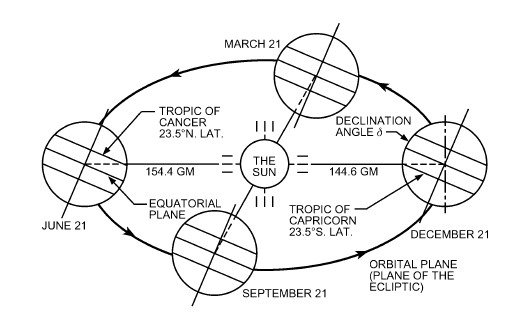 MARCH 21
TROPIC OF
CANCER
23.5°N. LAT.
DECLINATION
ANGLE δ
THE
SUN
154.4 GM
144.6 GM
EQUATORIAL
PLANE
TROPIC OF
CAPRICORN
23.5°S. LAT.
JUNE 21
DECEMBER 21
ORBITAL PLANE
(PLANE OF THE
ECLIPTIC)
SEPTEMBER 21